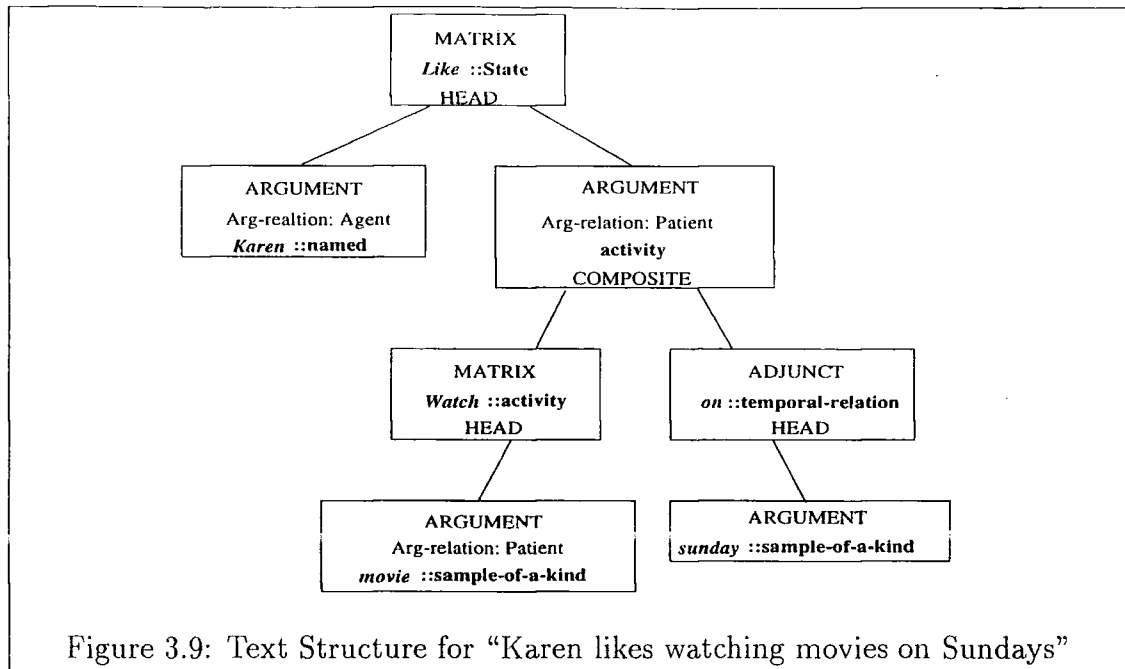 MATRIX
Like ::State
HEAD
ARGUMENT
Arg-realtion: Agent
Karen ::named
ARGUMENT
Arg-relation: Patient
activity
COMPOSITE
MATRIX
Watch ::activity
HEAD
ADJUNCT
on ::temporal-relation
HEAD
ARGUMENT
Arg-relation: Patient
movie ::sample-of-a-kind
ARGUMENT
sunday ::sample-of-a-kind
Figure 3.9: Text Structure for “Karen likes watching movies on Sundays”